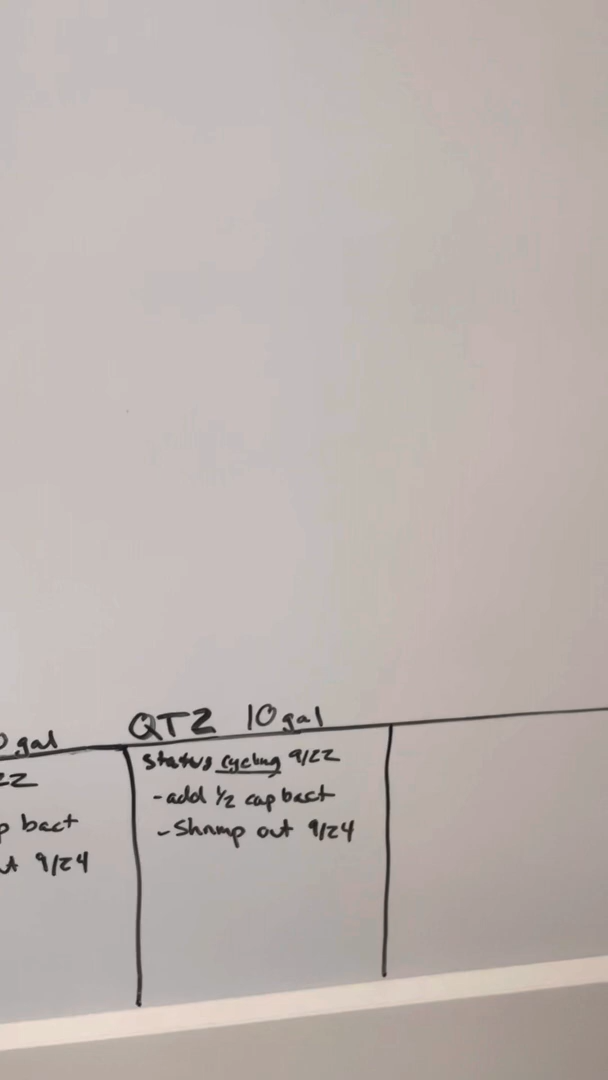 gal
bact
9/24
QT2 10 gal
Status cycling 9/22
- add 1/2 cap bact
- Shrimp out 9/24